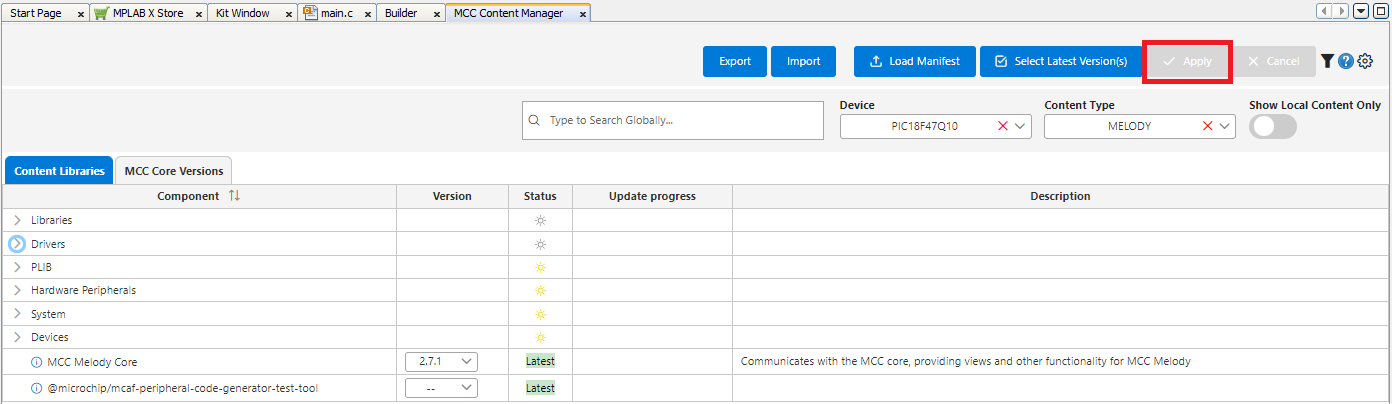 Start Page MPLAB X Store Kit Window main.c Builder MCC Content Manager
Export Import Load Manifest Select Latest Version(s) Apply Cancel
Type to Search Globally...
Device Content Type Show Local Content Only
PIC18F47Q10 MELODY
Content Libraries MCC Core Versions
Component Version Status Update progress Description
Libraries
Drivers
PLIB
Hardware Peripherals
System
Devices
MCC Melody Core 2.7.1 Latest Communicates with the MCC core, providing views and other functionality for MCC Melody
@microchip/mcaf-peripheral-code-generator-test-tool -- Latest